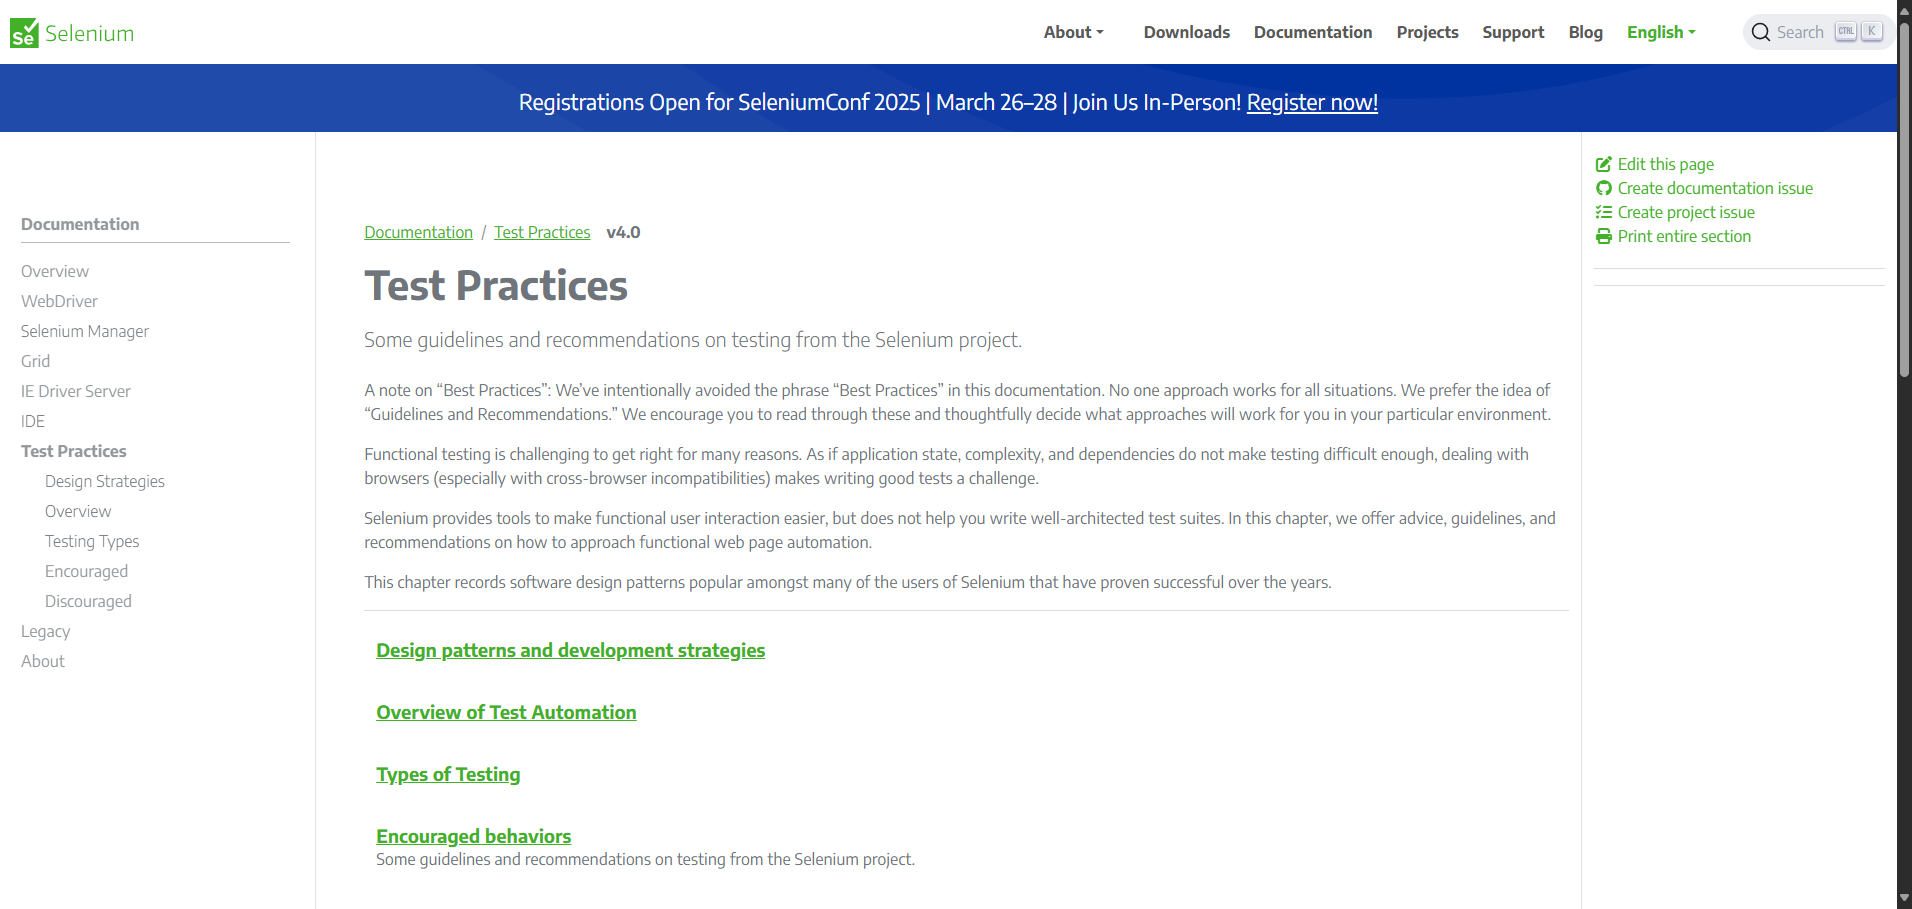 Se Selenium
About
Downloads
Documentation
Projects
Support
Blog
English
Search
CTRL
K
Registrations Open for SeleniumConf 2025 | March 26–28 | Join Us In-Person! Register now!
Documentation
Overview
WebDriver
Selenium Manager
Grid
IE Driver Server
IDE
Test Practices
Design Strategies
Overview
Testing Types
Encouraged
Discouraged
Legacy
About
Documentation / Test Practices v4.0
Test Practices
Some guidelines and recommendations on testing from the Selenium project.
A note on “Best Practices”: We’ve intentionally avoided the phrase “Best Practices” in this documentation. No one approach works for all situations. We prefer the idea of
“Guidelines and Recommendations.” We encourage you to read through these and thoughtfully decide what approaches will work for you in your particular environment.
Functional testing is challenging to get right for many reasons. As if application state, complexity, and dependencies do not make testing difficult enough, dealing with
browsers (especially with cross-browser incompatibilities) makes writing good tests a challenge.
Selenium provides tools to make functional user interaction easier, but does not help you write well-architected test suites. In this chapter, we offer advice, guidelines, and
recommendations on how to approach functional web page automation.
This chapter records software design patterns popular amongst many of the users of Selenium that have proven successful over the years.
Design patterns and development strategies
Overview of Test Automation
Types of Testing
Encouraged behaviors
Some guidelines and recommendations on testing from the Selenium project.
Edit this page
Create documentation issue
Create project issue
Print entire section